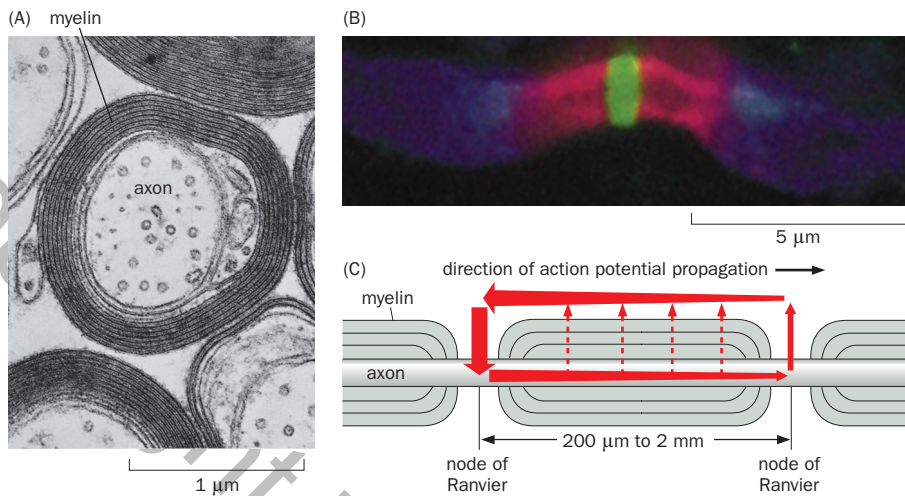 (A)
myelin
axon
1 μm
(B)
5 μm
(C)
direction of action potential propagation
myelin
axon
200 μm to 2 mm
node of
Ranvier
node of
Ranvier